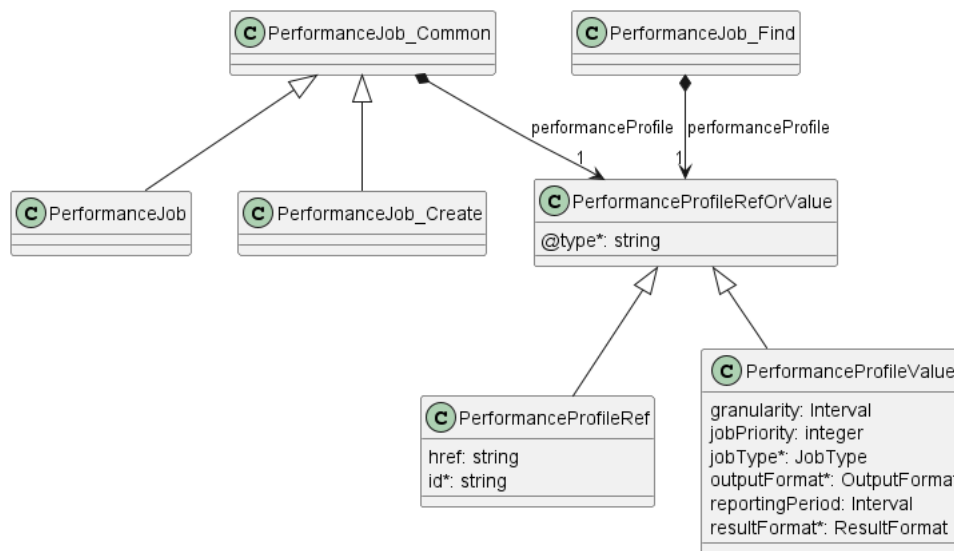 C PerformanceJob_Common
C PerformanceJob_Find
performanceProfile
performanceProfile
1
1
C PerformanceJob
C PerformanceJob_Create
C PerformanceProfileRefOrValue
@type*: string
C PerformanceProfileRef
href: string
id*: string
C PerformanceProfileValue
granularity: Interval
jobPriority: integer
jobType*: JobType
outputFormat*: OutputFormat
reportingPeriod: Interval
resultFormat*: ResultFormat